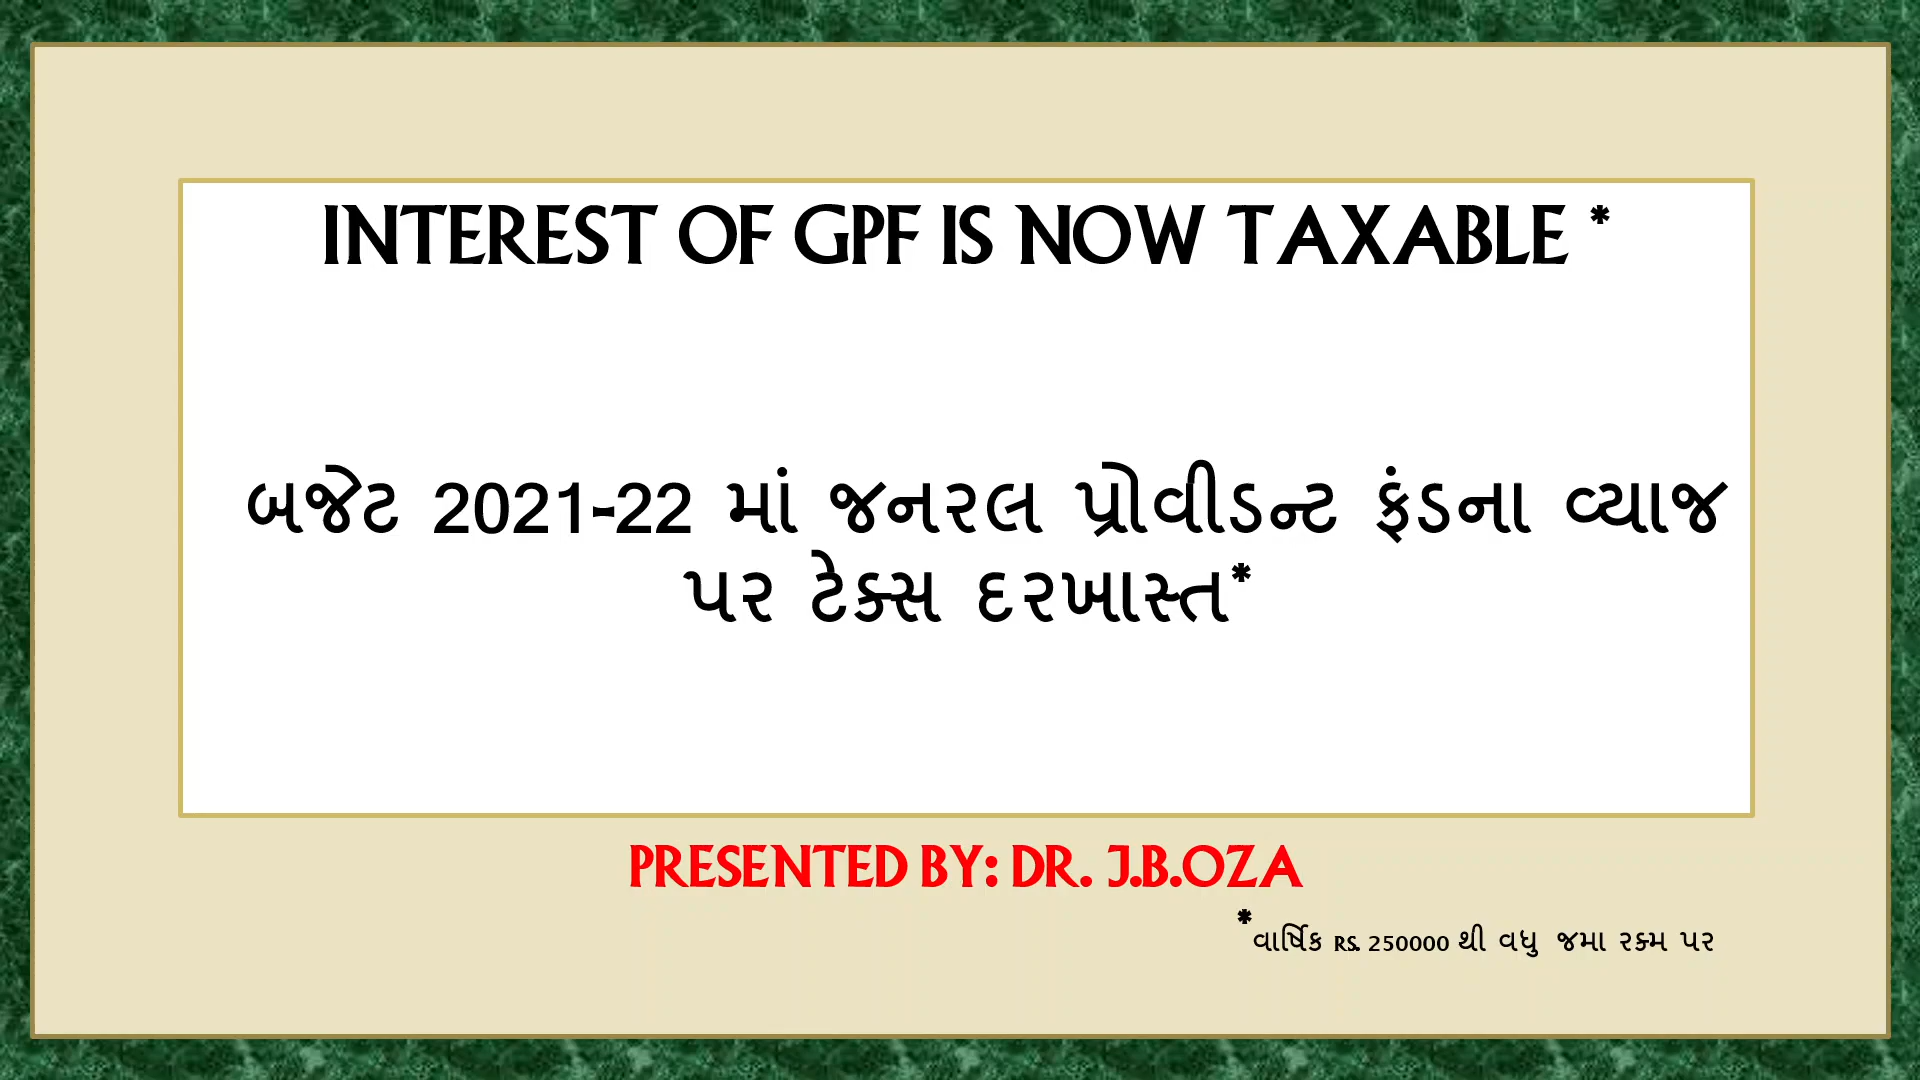 INTEREST OF GPF IS NOW TAXABLE *
બજેટ 2021-22 માં જનરલ પ્રોવીડન્ટ ફંડના વ્યાજ
પર ટેક્સ દરખાસ્ત*
PRESENTED BY: DR. J.B.OZA
*વાર્ષિક RS. 250000 થી વધુ જમા રકમ પર